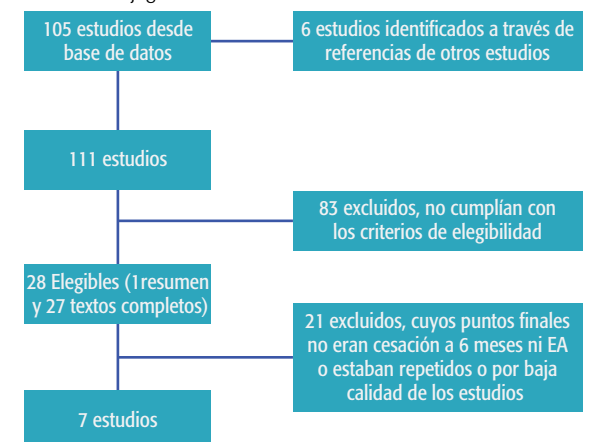 105 estudios desde
base de datos
6 estudios identificados a través de
referencias de otros estudios
111 estudios
83 excluidos, no cumplían con
los criterios de elegibilidad
28 Elegibles (1resumen
y 27 textos completos)
21 excluidos, cuyos puntos finales
no eran cesación a 6 meses ni EA
o estaban repetidos o por baja
calidad de los estudios
7 estudios